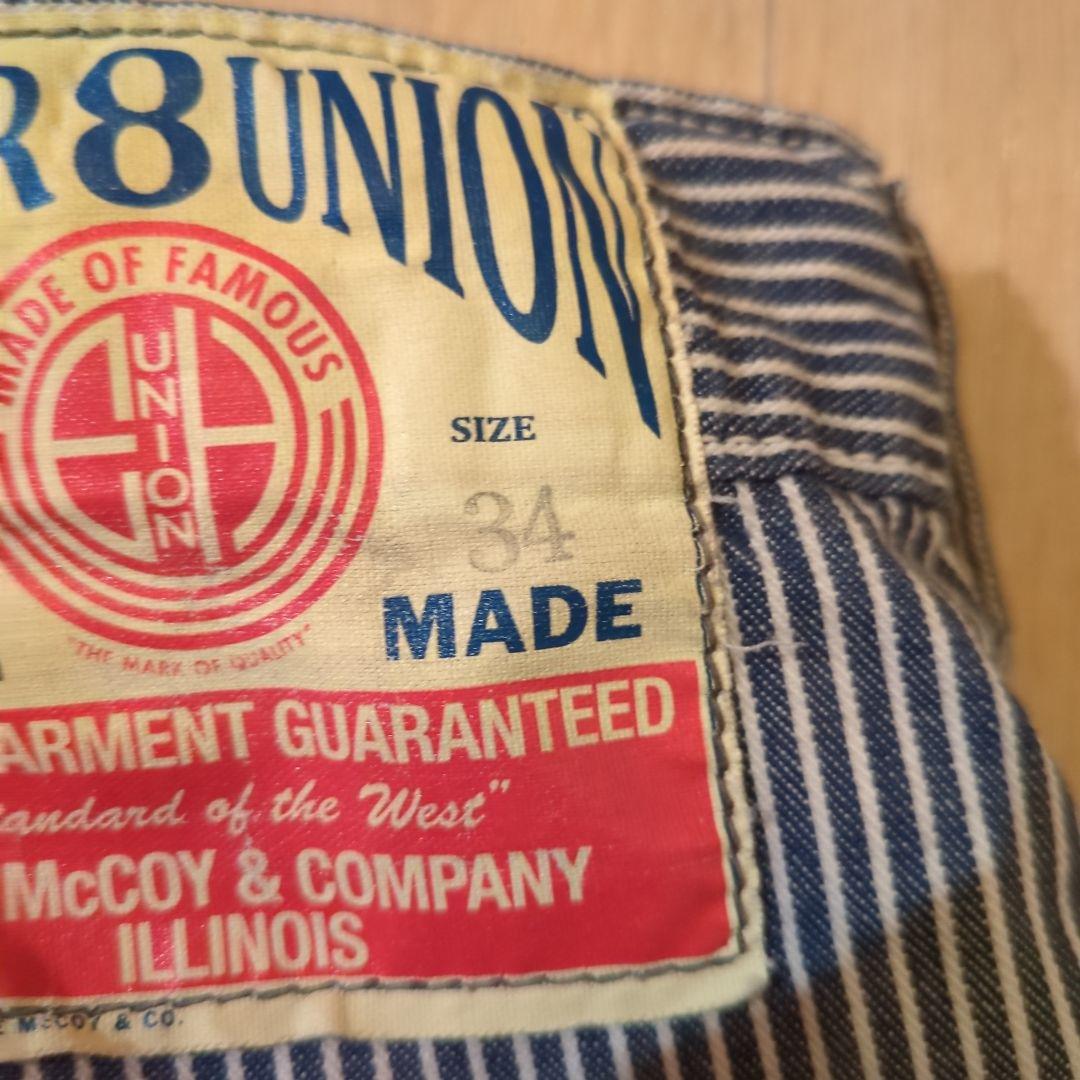 R8UNION
MADE OF FAMOUS
UNION
"THE MARK OF QUALITY"
SIZE
34
MADE
ARMENT GUARANTEED
tandard of the West"
McCOY & COMPANY
ILLINOIS
McCOY & CO.